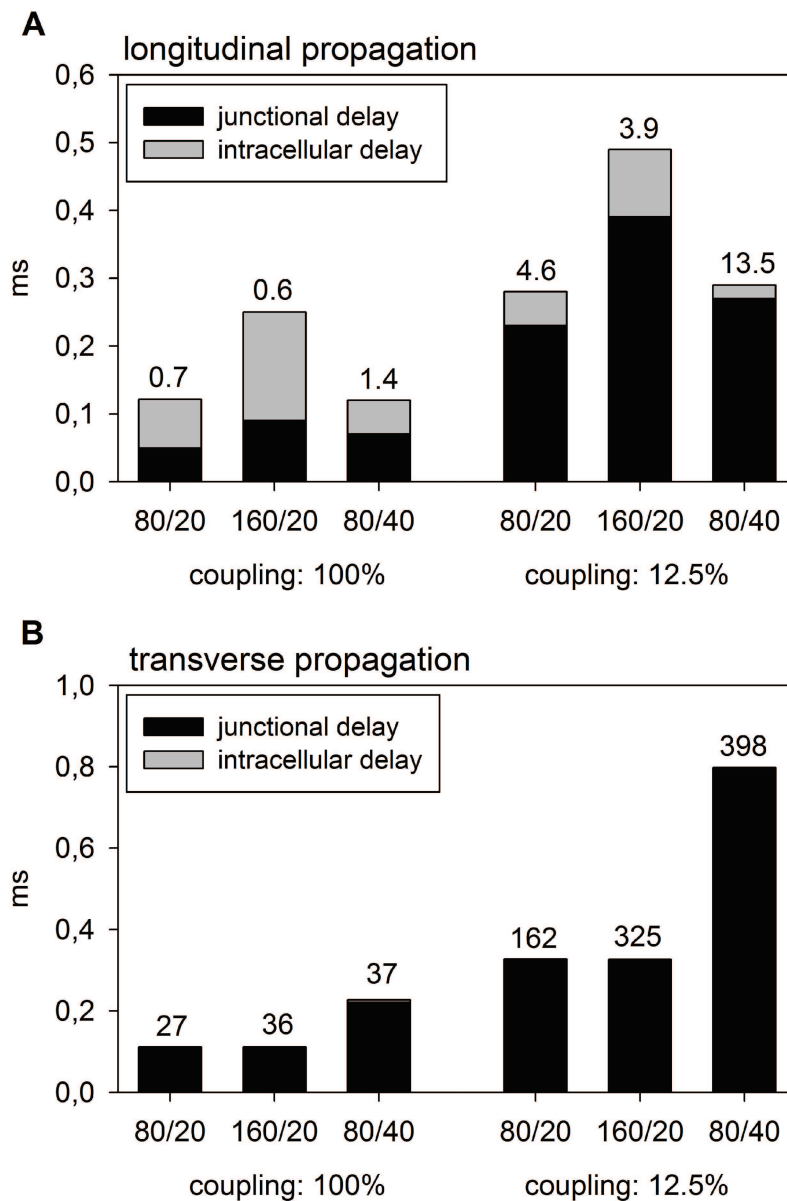 A
longitudinal propagation
0,6
junctional delay
intracellular delay
3.9
0,5
0,4
ms
0,3
4.6
13.5
0.6
0,2
0.7
1.4
0,1
0,0
80/20 160/20 80/40 80/20 160/20 80/40
coupling: 100% coupling: 12.5%
B
transverse propagation
1,0
junctional delay
intracellular delay
398
0,8
0,6
ms
0,4
162 325
37
0,2
27 36
0,0
80/20 160/20 80/40 80/20 160/20 80/40
coupling: 100% coupling: 12.5%